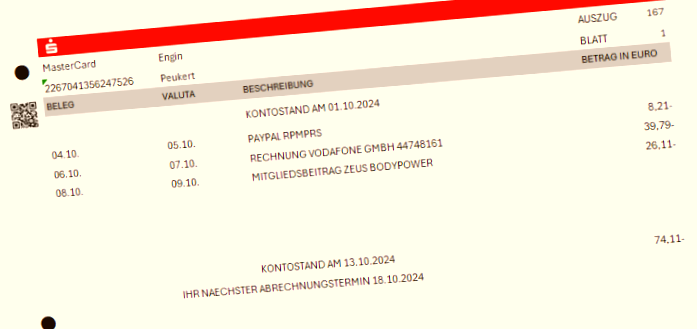 AUSZUG 167
MasterCard Engin BLATT 1
2267041356247526 Peukert
BELEG VALUTA BESCHREIBUNG BETRAG IN EURO
KONTOSTAND AM 01.10.2024
04.10. 05.10. PAYPAL RPMPRS 8,21-
06.10. 07.10. RECHNUNG VODAFONE GMBH 44748161 39,79-
08.10. 09.10. MITGLIEDSBEITRAG ZEUS BODYPOWER 26,11-
KONTOSTAND AM 13.10.2024 74,11-
IHR NAECHSTER ABRECHNUNGSTERMIN 18.10.2024